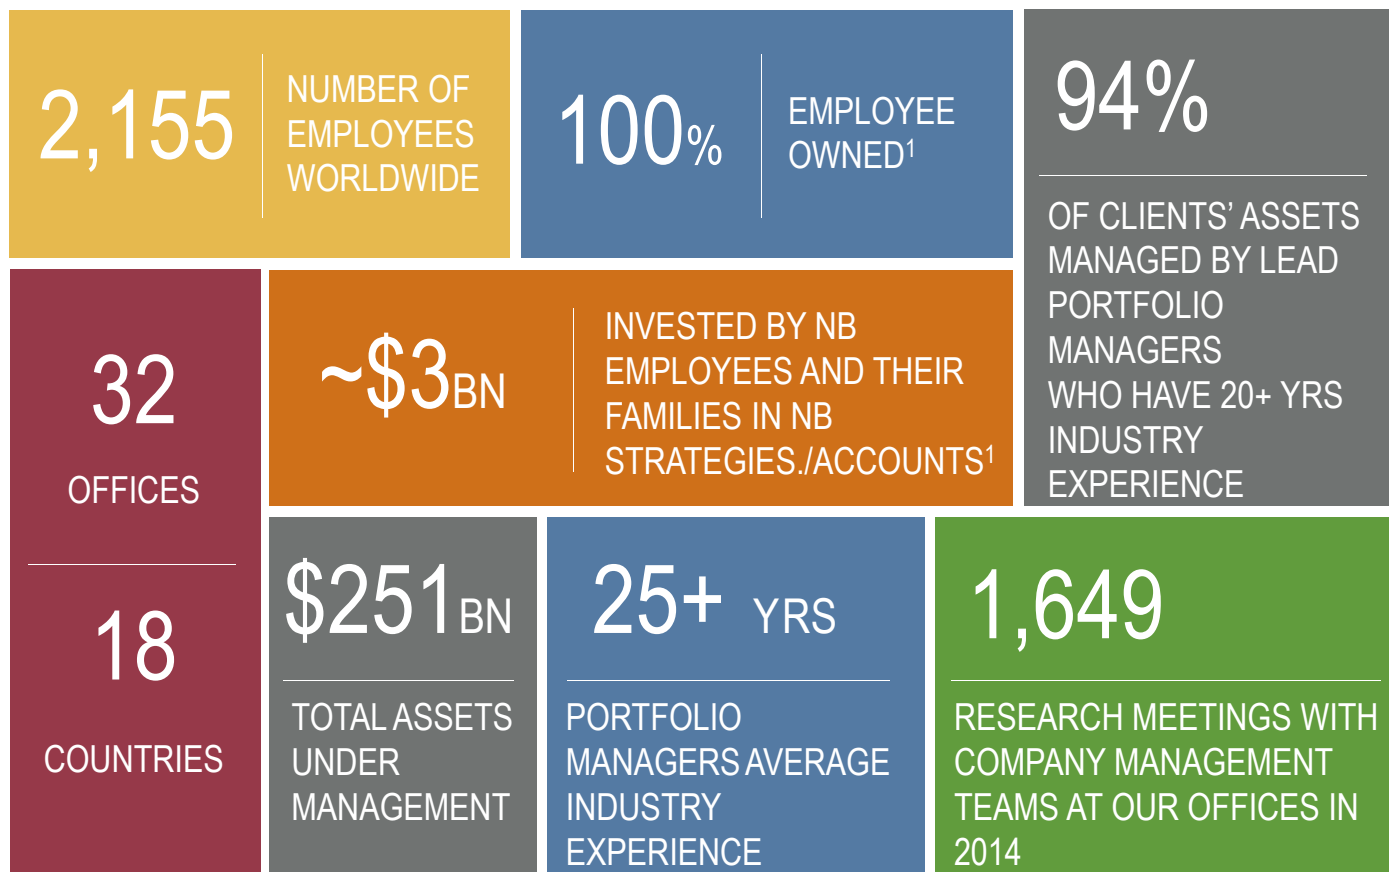 2,155
NUMBER OF
EMPLOYEES
WORLDWIDE
100%
EMPLOYEE
OWNED1
94%
OF CLIENTS’ ASSETS
MANAGED BY LEAD
PORTFOLIO
MANAGERS
WHO HAVE 20+ YRS
INDUSTRY
EXPERIENCE
32
OFFICES
18
COUNTRIES
~$3BN
INVESTED BY NB
EMPLOYEES AND THEIR
FAMILIES IN NB
STRATEGIES./ACCOUNTS1
$251BN
TOTAL ASSETS
UNDER
MANAGEMENT
25+ YRS
PORTFOLIO
MANAGERS AVERAGE
INDUSTRY
EXPERIENCE
1,649
RESEARCH MEETINGS WITH
COMPANY MANAGEMENT
TEAMS AT OUR OFFICES IN
2014